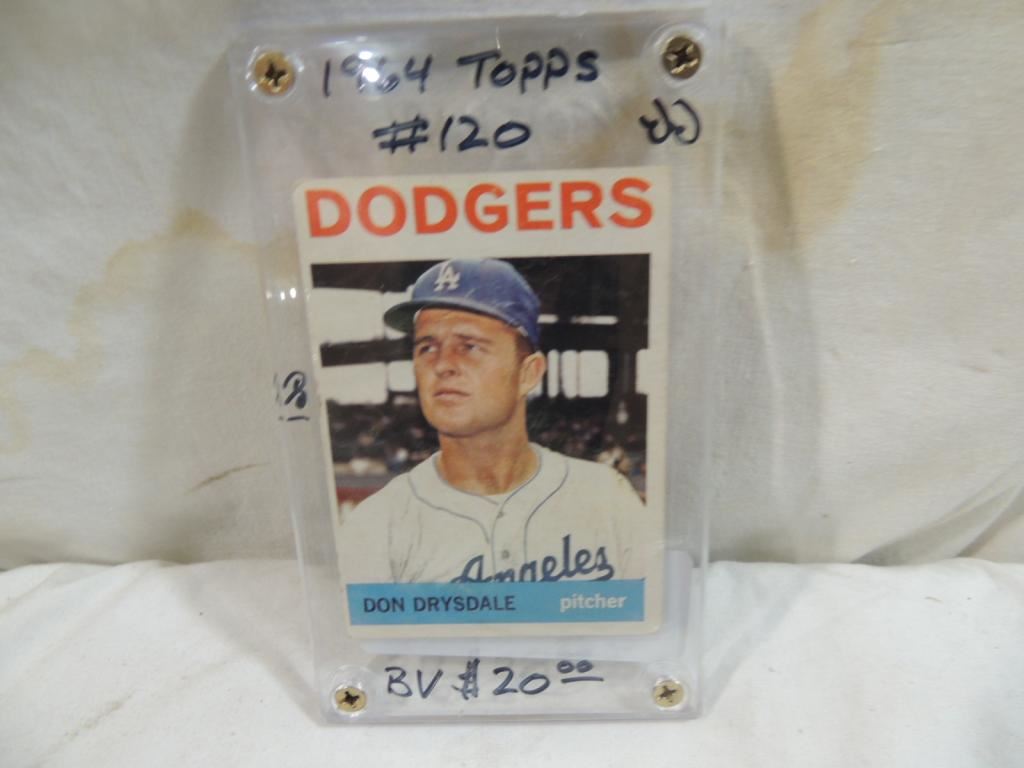 1964 Topps
#120
DODGERS
LA
Angeles
DON DRYSDALE pitcher
BV $20.00